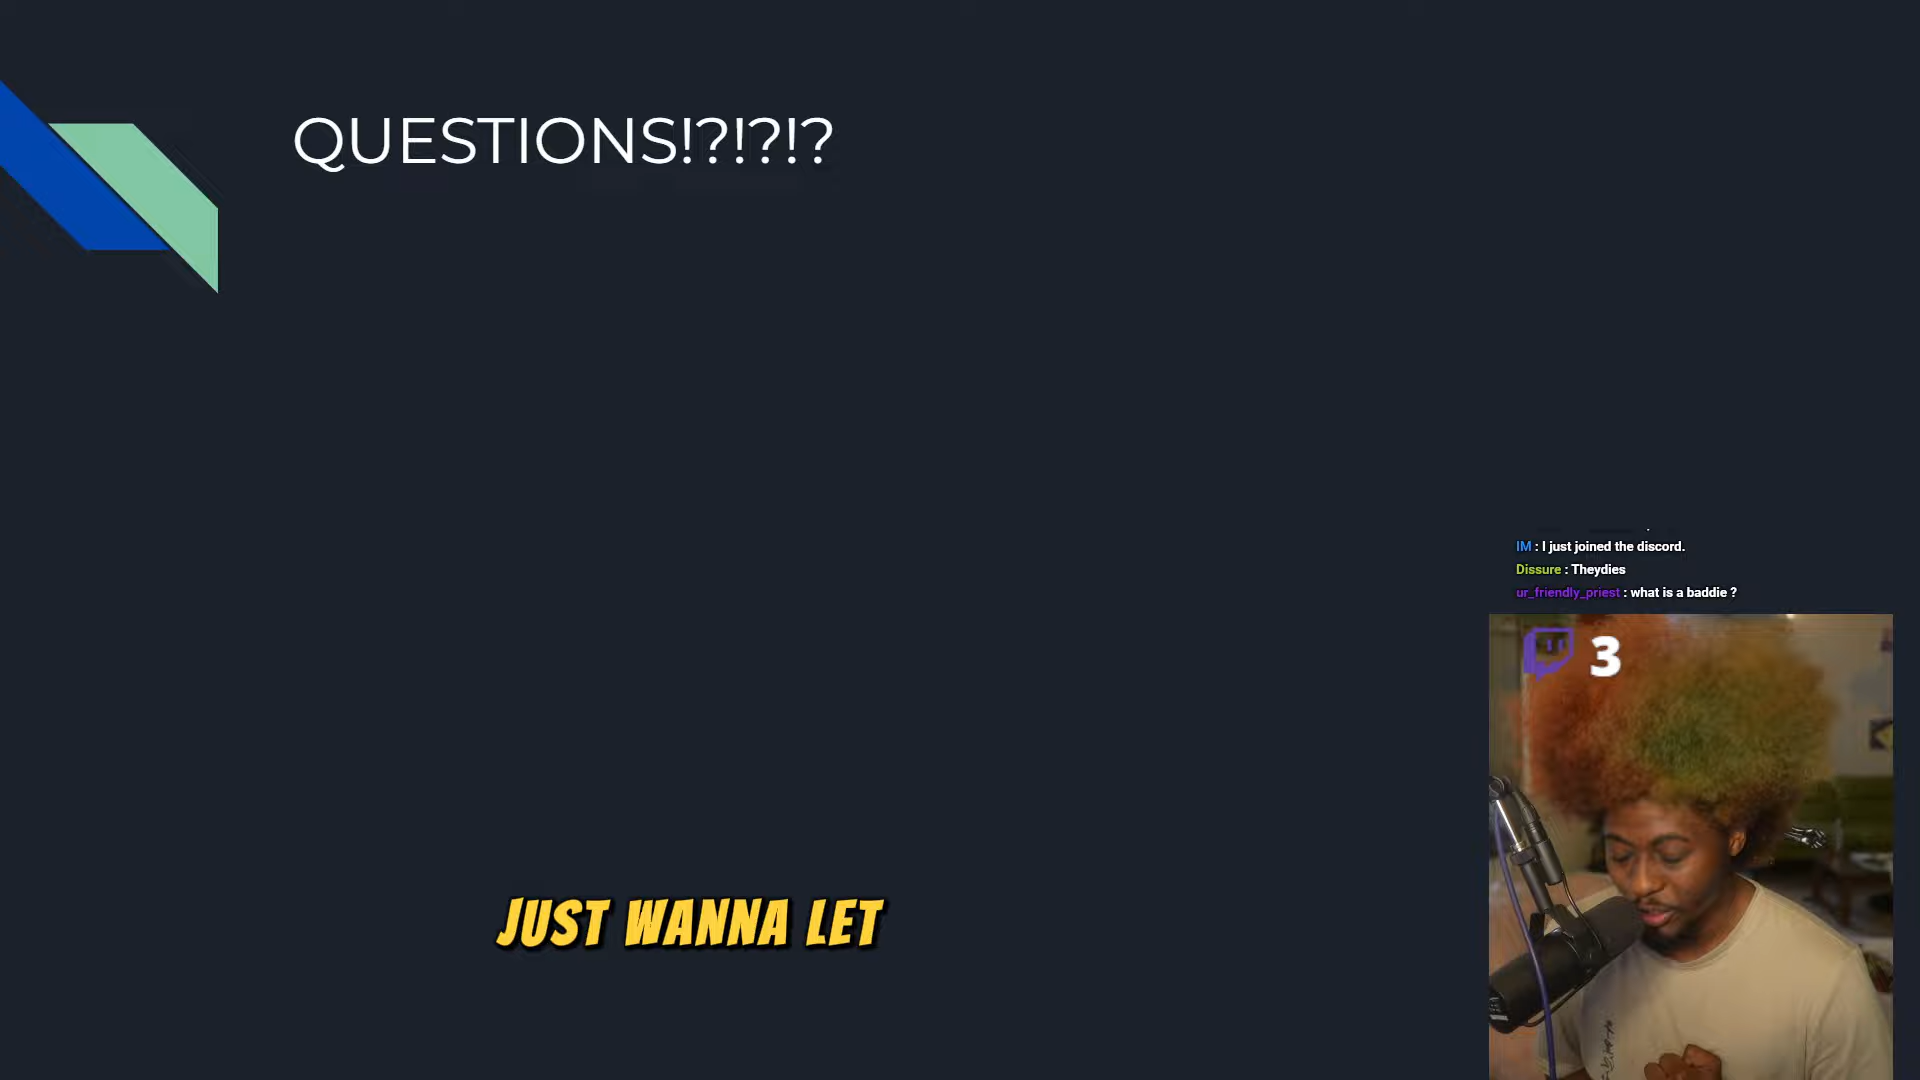 QUESTIONS!?!?!?
IM : I just joined the discord.
Dissure : Theydies
ur_friendly_priest : what is a baddie ?
3
JUST WANNA LET